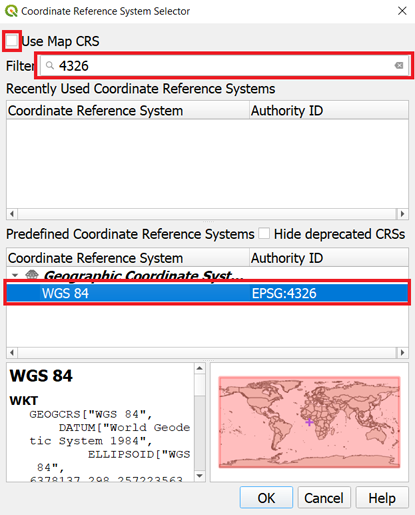 Coordinate Reference System Selector
Use Map CRS
Filter 4326
Recently Used Coordinate Reference Systems
Coordinate Reference System Authority ID
Predefined Coordinate Reference Systems Hide deprecated CRSs
Coordinate Reference System Authority ID
Geographic Coordinate Syst...
WGS 84 EPSG:4326
WGS 84
WKT
GEOGCRS["WGS 84",
DATUM["World Geode
tic System 1984",
ELLIPSOID["WGS
84",
6378137,298.257223563
OK Cancel Help